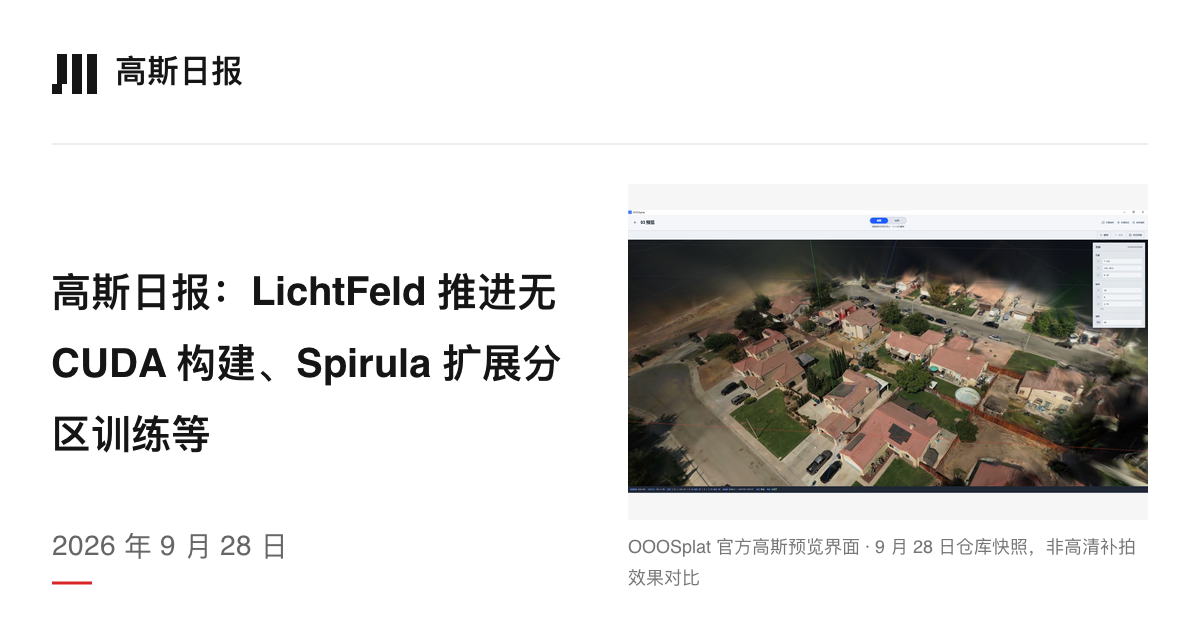 高斯日报
高斯日报：LichtFeld 推进无
CUDA 构建、Spirula 扩展分
区训练等
2026 年 9 月 28 日
OOOSplat 官方高斯预览界面 · 9 月 28 日仓库快照，非高清补拍
效果对比